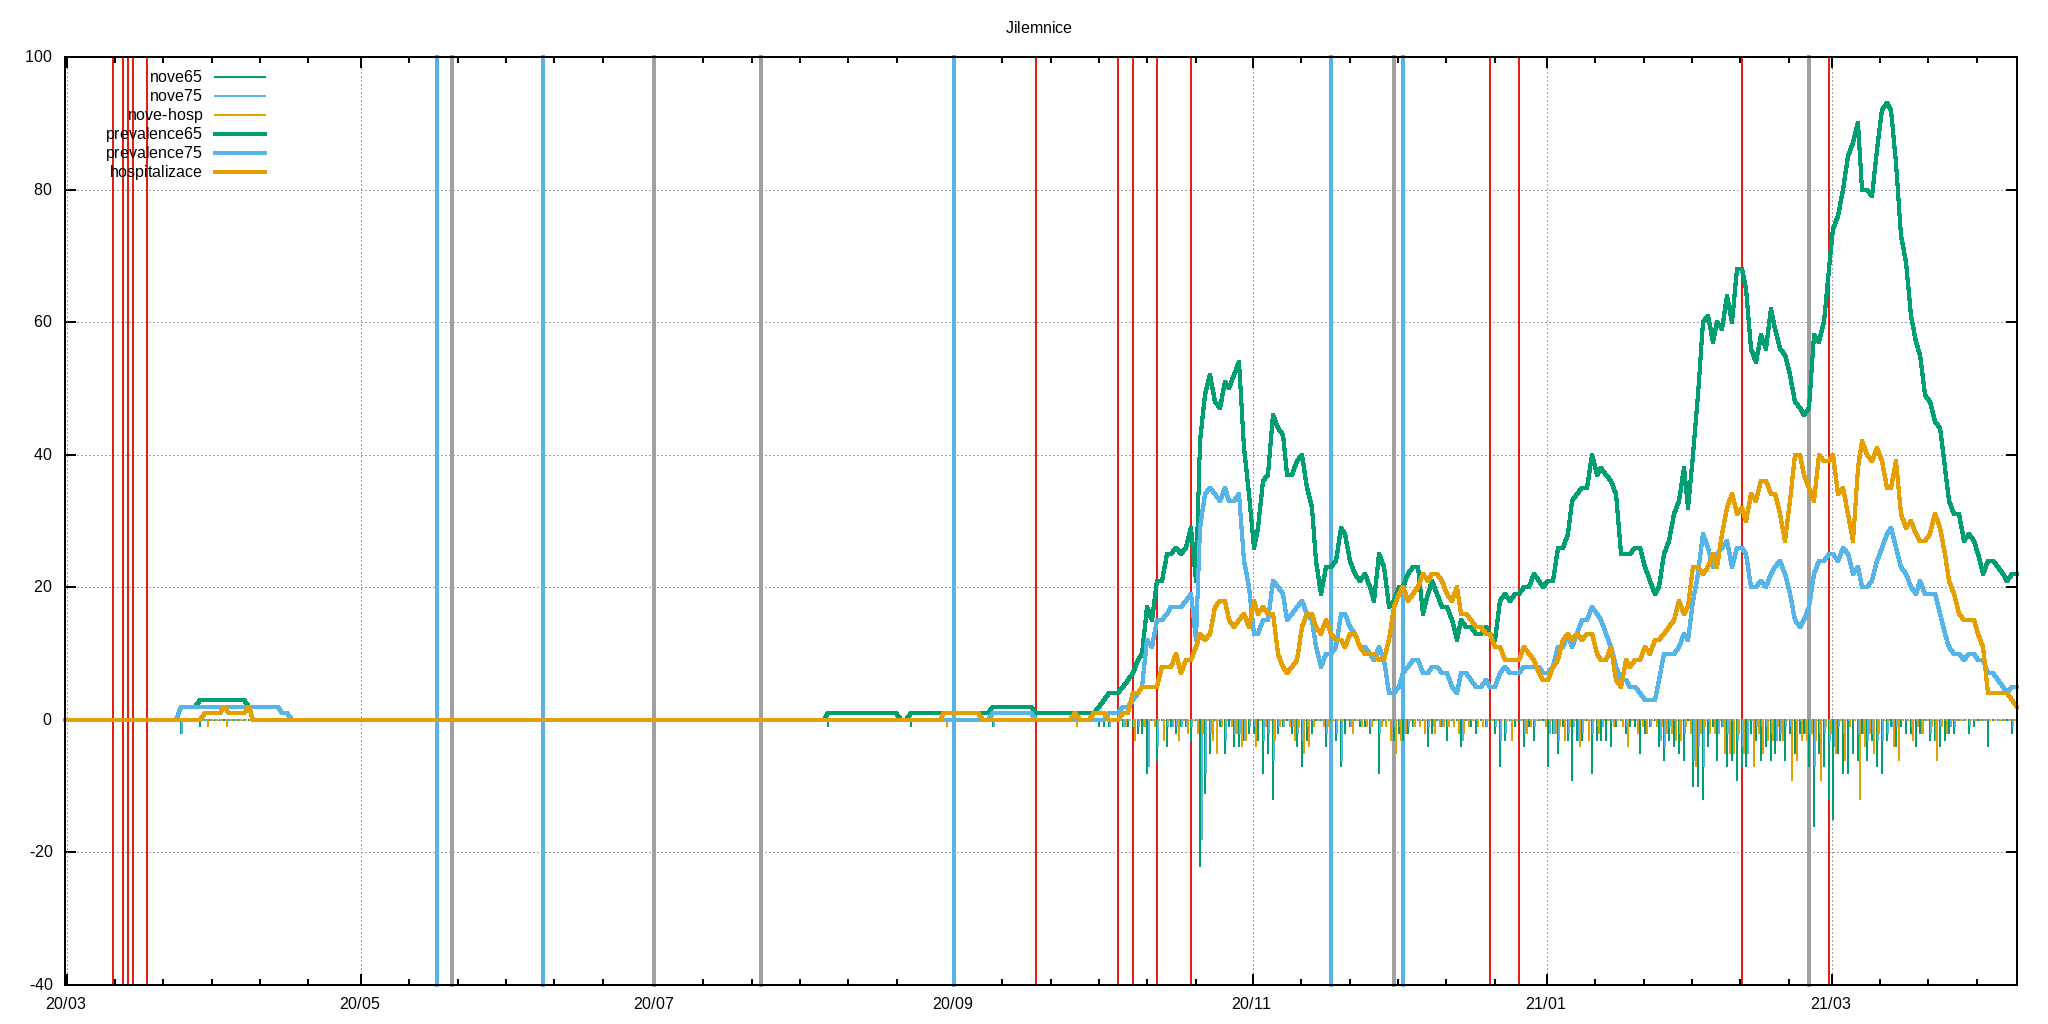 Jilemnice
100
nove65
nove75
nove-hosp
prevalence65
prevalence75
hospitalizace
80
60
40
20
0
-20
-40
20/03 20/05 20/07 20/09 20/11 21/01 21/03